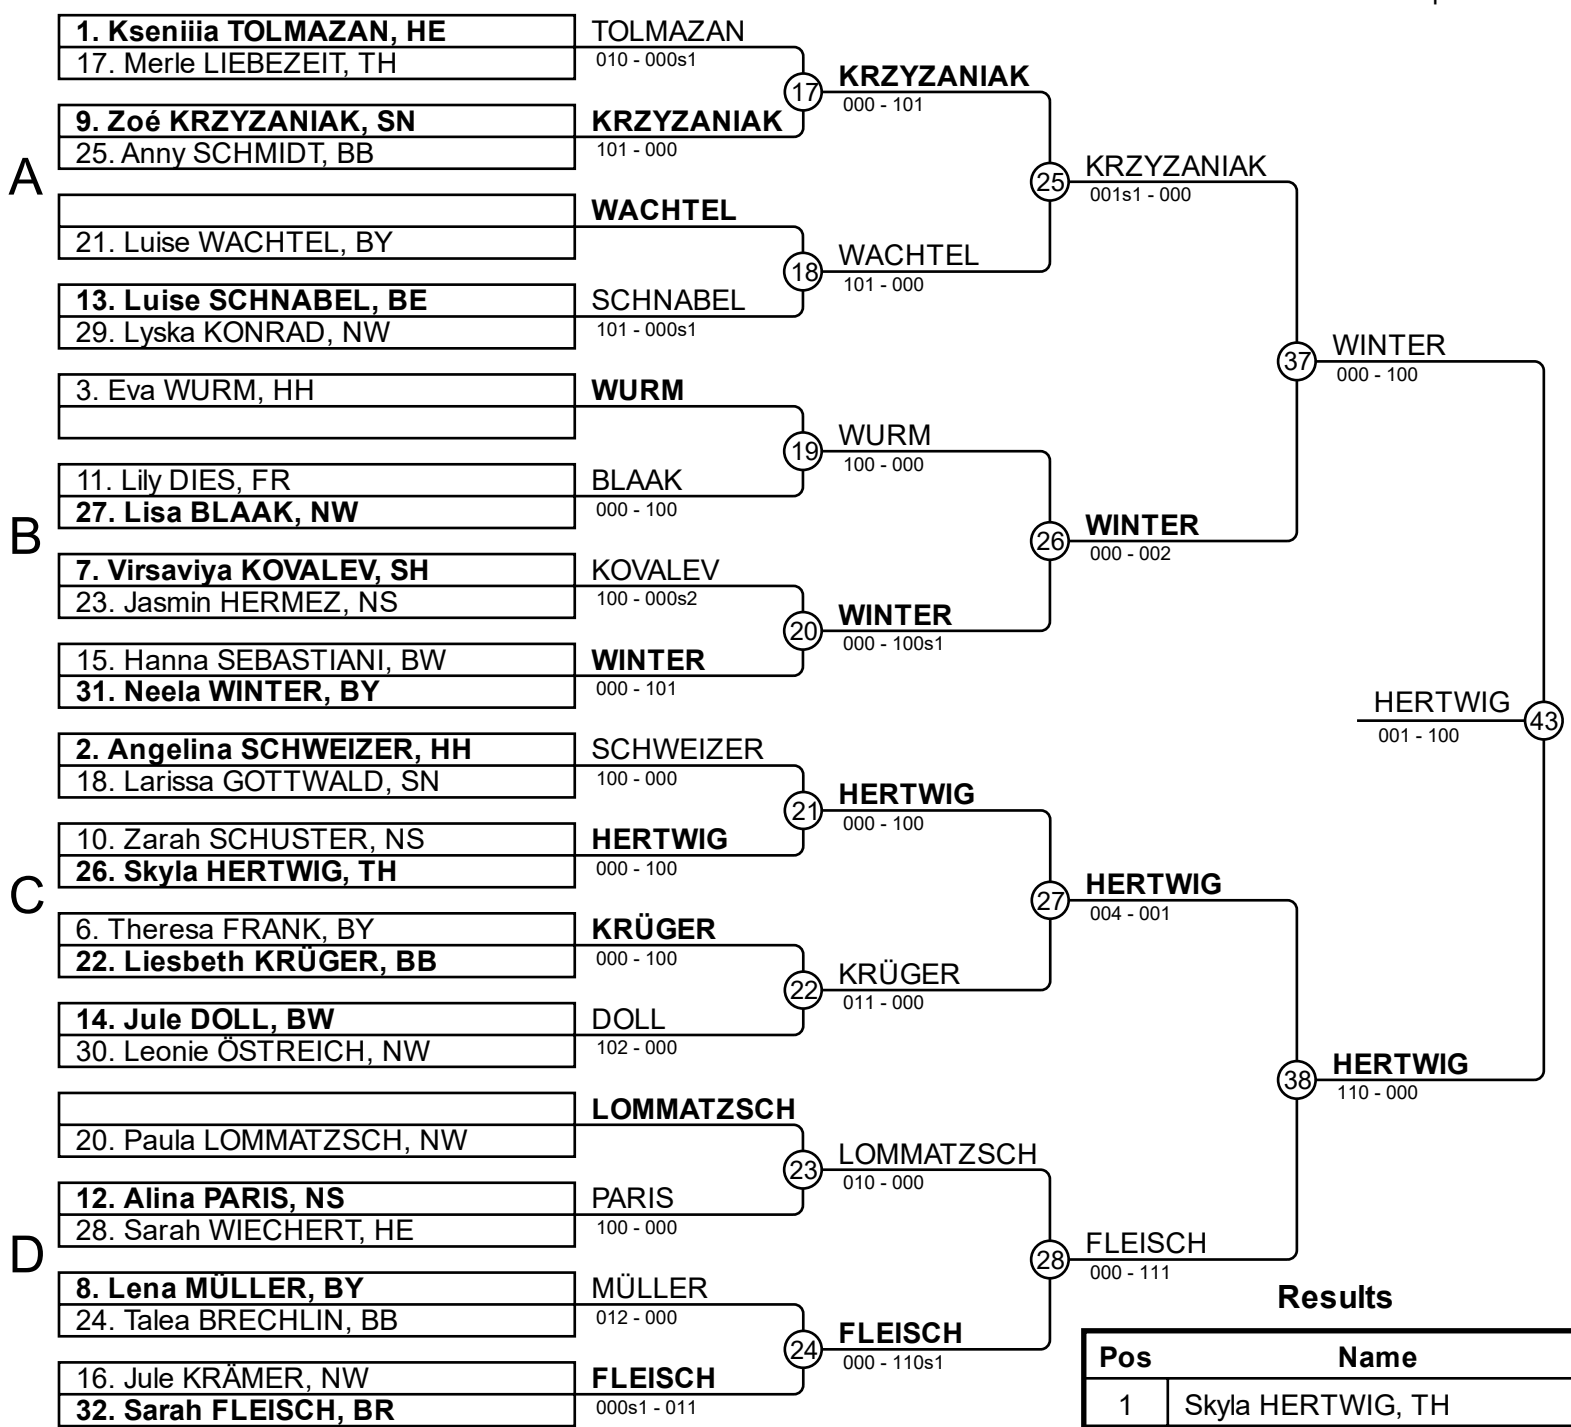 1. Kseniiia TOLMAZAN, HE
17. Merle LIEBEZEIT, TH
9. Zoé KRZYZANIAK, SN
25. Anny SCHMIDT, BB
A
21. Luise WACHTEL, BY
13. Luise SCHNABEL, BE
29. Lyska KONRAD, NW
3. Eva WURM, HH
11. Lily DIES, FR
27. Lisa BLAAK, NW
B
7. Virsaviya KOVALEV, SH
23. Jasmin HERMEZ, NS
15. Hanna SEBASTIANI, BW
31. Neela WINTER, BY
2. Angelina SCHWEIZER, HH
18. Larissa GOTTWALD, SN
10. Zarah SCHUSTER, NS
26. Skyla HERTWIG, TH
C
6. Theresa FRANK, BY
22. Liesbeth KRÜGER, BB
14. Jule DOLL, BW
30. Leonie ÖSTREICH, NW
20. Paula LOMMATZSCH, NW
12. Alina PARIS, NS
28. Sarah WIECHERT, HE
D
8. Lena MÜLLER, BY
24. Talea BRECHLIN, BB
16. Jule KRÄMER, NW
32. Sarah FLEISCH, BR
TOLMAZAN
010 - 000s1
KRZYZANIAK
101 - 000
WACHTEL
SCHNABEL
101 - 000s1
WURM
BLAAK
000 - 100
KOVALEV
100 - 000s2
WINTER
000 - 101
SCHWEIZER
100 - 000
HERTWIG
000 - 100
KRÜGER
000 - 100
DOLL
102 - 000
LOMMATZSCH
PARIS
100 - 000
MÜLLER
012 - 000
FLEISCH
000s1 - 011
17
KRZYZANIAK
000 - 101
18
WACHTEL
101 - 000
19
WURM
100 - 000
20
WINTER
000 - 100s1
21
HERTWIG
000 - 100
22
KRÜGER
011 - 000
23
LOMMATZSCH
010 - 000
24
FLEISCH
000 - 110s1
25
KRZYZANIAK
001s1 - 000
26
WINTER
000 - 002
27
HERTWIG
004 - 001
28
FLEISCH
000 - 111
37
WINTER
000 - 100
38
HERTWIG
110 - 000
HERTWIG
43
001 - 100
Results
Pos Name
1 Skyla HERTWIG, TH